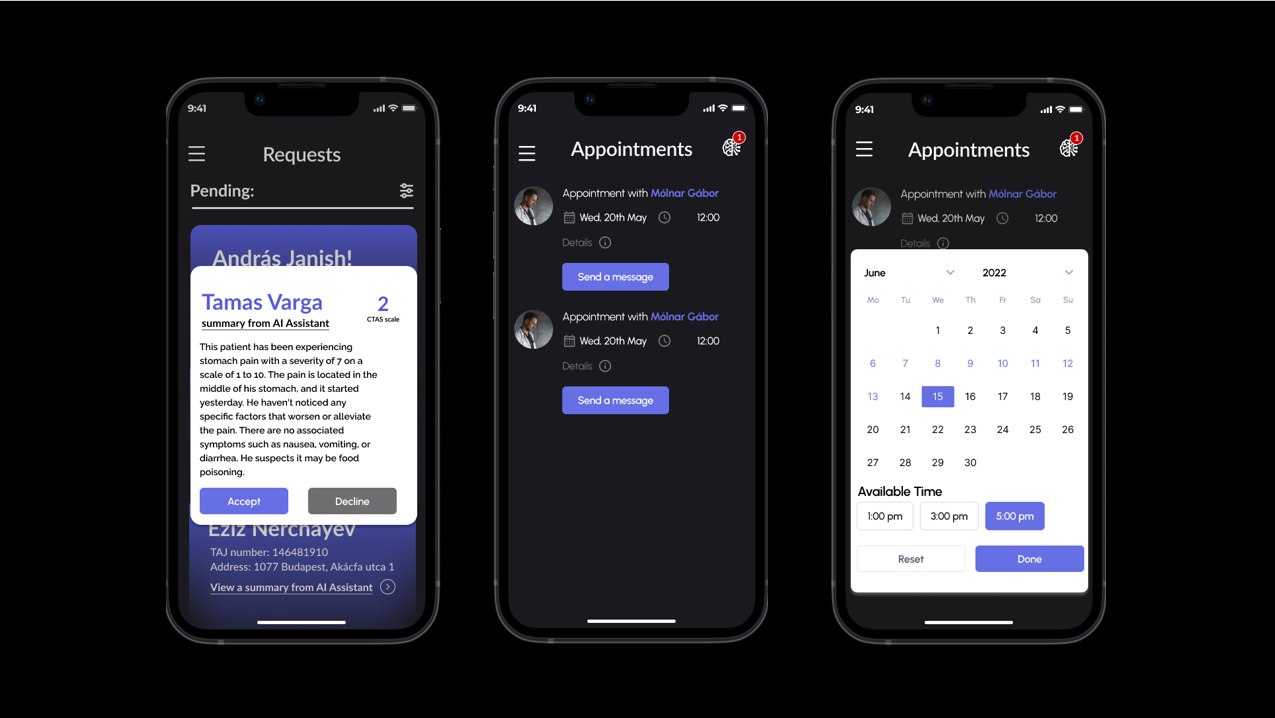 9:41
Requests
Pending:
András Janish!
Tamas Varga
2
summary from AI Assistant
CTAS scale
This patient has been experiencing
stomach pain with a severity of 7 on a
scale of 1 to 10. The pain is located in the
middle of his stomach, and it started
yesterday. He haven't noticed any
specific factors that worsen or alleviate
the pain. There are no associated
symptoms such as nausea, vomiting, or
diarrhea. He suspects it may be food
poisoning.
Accept Decline
Eziz Nerchayev
TAJ number: 146481910
Address: 1077 Budapest, Akácfa utca 1
View a summary from AI Assistant
9:41
Appointments
1
Appointment with Mólnar Gábor
Wed, 20th May 12:00
Details
Send a message
Appointment with Mólnar Gábor
Wed, 20th May 12:00
Details
Send a message
9:41
Appointments
1
Appointment with Mólnar Gábor
Wed, 20th May 12:00
Details
June 2022
Mo Tu We Th Fr Sa Su
1 2 3 4 5
6 7 8 9 10 11 12
13 14 15 16 17 18 19
20 21 22 23 24 25 26
27 28 29 30
Available Time
1:00 pm 3:00 pm 5:00 pm
Reset Done